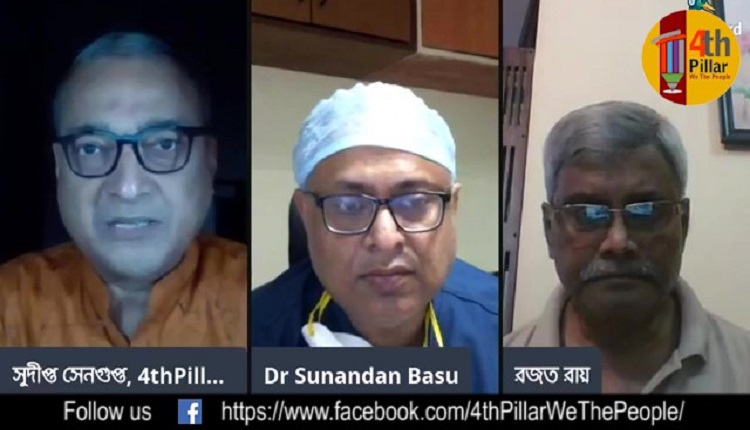 4th
Pillar
We The People
সুদীপ্ত সেনগুপ্ত, 4thPill...
Dr Sunandan Basu
রজত রায়
Follow us https://www.facebook.com/4thPillarWeThePeople/